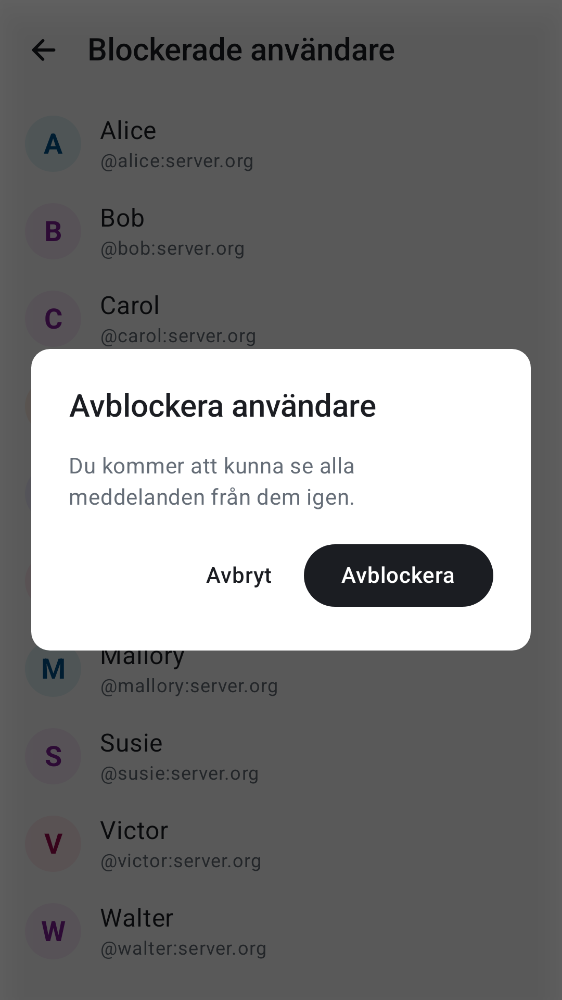 Blockerade användare
A
Alice
@alice:server.org
B
Bob
@bob:server.org
C
Carol
@carol:server.org
Avblockera användare
Du kommer att kunna se alla
meddelanden från dem igen.
Avbryt
Avblockera
M
Mallory
@mallory:server.org
S
Susie
@susie:server.org
V
Victor
@victor:server.org
W
Walter
@walter:server.org